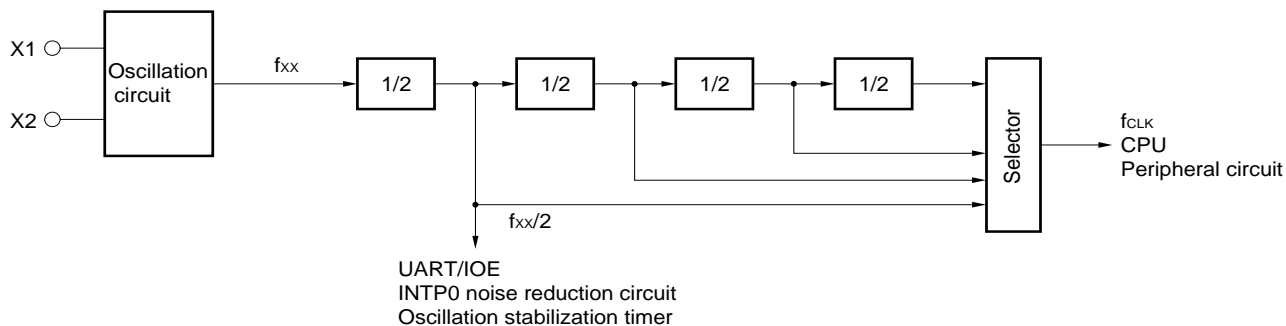 X1
X2
Oscillation
circuit
fXX
1/2
1/2
1/2
1/2
Selector
fCLK
CPU
Peripheral circuit
fXX/2
UART/IOE
INTP0 noise reduction circuit
Oscillation stabilization timer